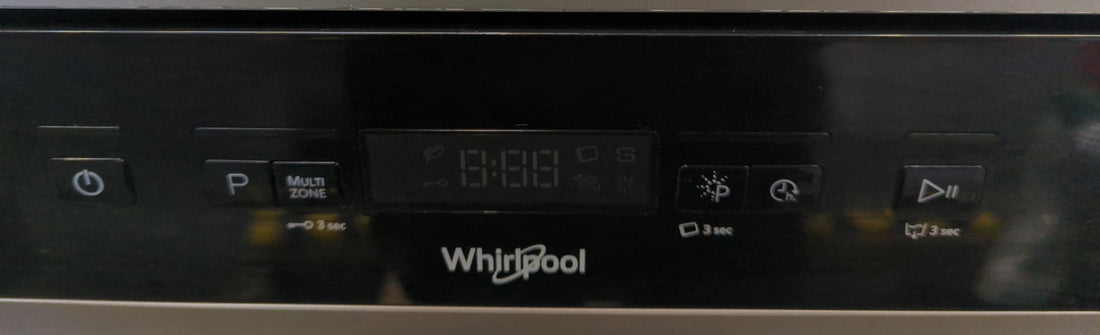 P
MULTI
ZONE
3 sec
8:88
S
P
h
3 sec
3 sec
Whirlpool